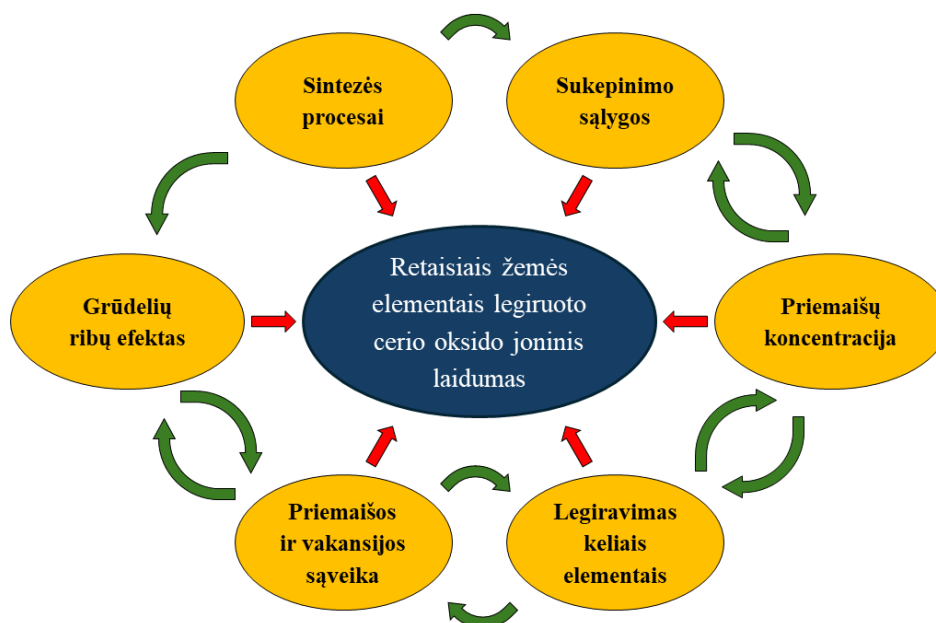 Sintezės
procesai
Sukepinimo
sąlygos
Grūdelių
ribų efektas
Retaisiais žemės
elementais legiruoto
cerio oksido joninis
laidumas
Priemaišų
koncentracija
Priemaišos
ir vakansijos
sąveika
Legiravimas
keliais
elementais